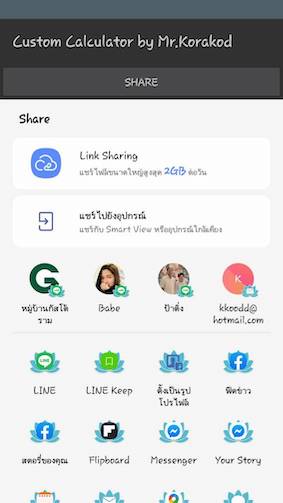 Custom Calculator by Mr.Korakod
SHARE
Share
Link Sharing
แชร์ไฟล์ขนาดใหญ่สูงสุด 2GB ต่อวัน
แชร์ไปยังอุปกรณ์
แชร์กับ Smart View หรืออุปกรณ์ใกล้เคียง
G
K
หมู่บ้านกัสโต้
ราม
Babe
ป้าติ่ง
kkoodd@
hotmail.com
LINE
LINE Keep
ตั้งเป็นรูป
โปรไฟล์
ฟีดข่าว
สตอรี่ของคุณ
Flipboard
Messenger
Your Story